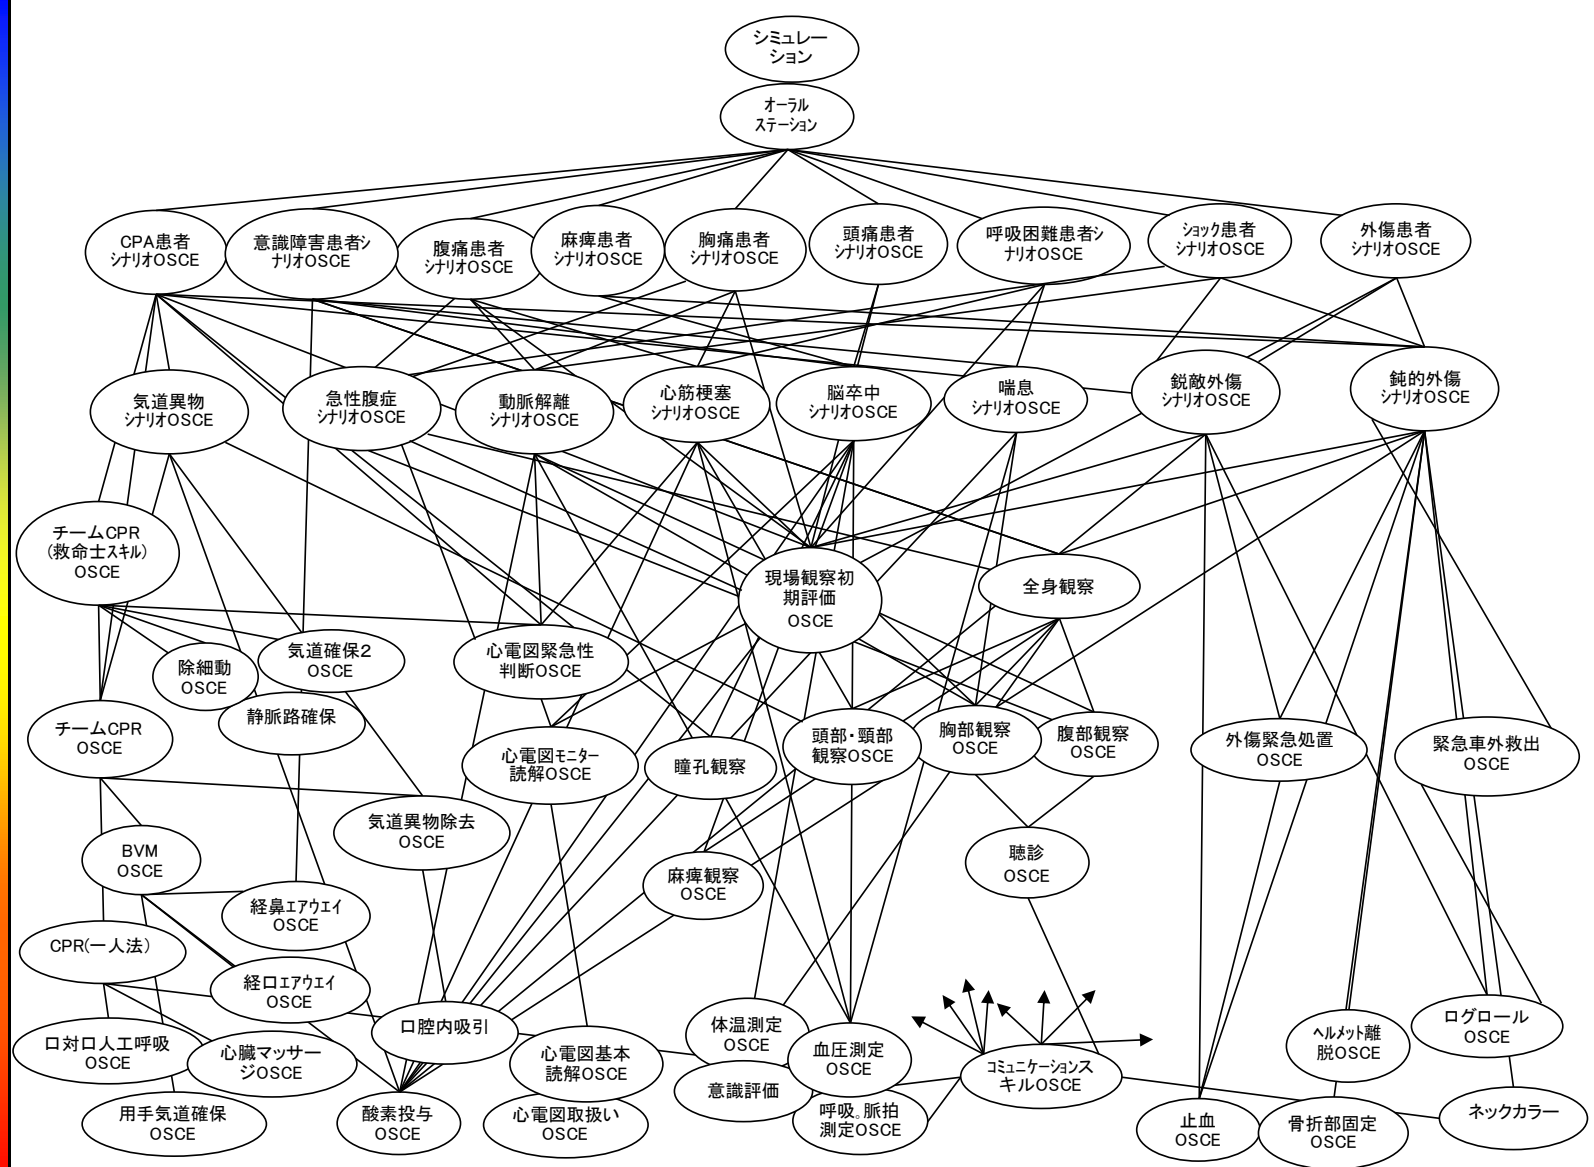 シミュレー
ション
オーラル
ステーション
CPA患者
シナリオOSCE
意識障害患者シ
ナリオOSCE
腹痛患者
シナリオOSCE
麻痺患者
シナリオOSCE
胸痛患者
シナリオOSCE
頭痛患者
シナリオOSCE
呼吸困難患者シ
ナリオOSCE
ショック患者
シナリオOSCE
外傷患者
シナリオOSCE
気道異物
シナリオOSCE
急性腹症
シナリオOSCE
動脈解離
シナリオOSCE
心筋梗塞
シナリオOSCE
脳卒中
シナリオOSCE
喘息
シナリオOSCE
鋭敵外傷
シナリオOSCE
鈍的外傷
シナリオOSCE
チームCPR
(救命士スキル)
OSCE
現場観察初
期評価
OSCE
全身観察
除細動
OSCE
気道確保2
OSCE
心電図緊急性
判断OSCE
静脈路確保
チームCPR
OSCE
心電図モニター
読解OSCE
瞳孔観察
頭部・頸部
観察OSCE
胸部観察
OSCE
腹部観察
OSCE
外傷緊急処置
OSCE
緊急車外救出
OSCE
気道異物除去
OSCE
BVM
OSCE
麻痺観察
OSCE
聴診
OSCE
経鼻エアウエイ
OSCE
CPR(一人法)
経口エアウエイ
OSCE
口腔内吸引
体温測定
OSCE
血圧測定
OSCE
コミュニケーションス
キルOSCE
ヘルメット離
脱OSCE
ログロール
OSCE
口対口人工呼吸
OSCE
心臓マッサー
ジOSCE
心電図基本
読解OSCE
意識評価
用手気道確保
OSCE
酸素投与
OSCE
心電図取扱い
OSCE
呼吸。脈拍
測定OSCE
止血
OSCE
骨折部固定
OSCE
ネックカラー